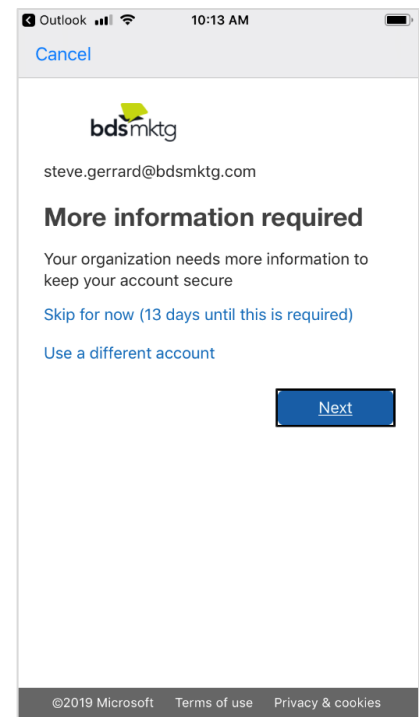 Outlook 10:13 AM
Cancel
bdsmktg
steve.gerrard@bdsmktg.com
More information required
Your organization needs more information to
keep your account secure
Skip for now (13 days until this is required)
Use a different account
Next
©2019 Microsoft Terms of use Privacy & cookies